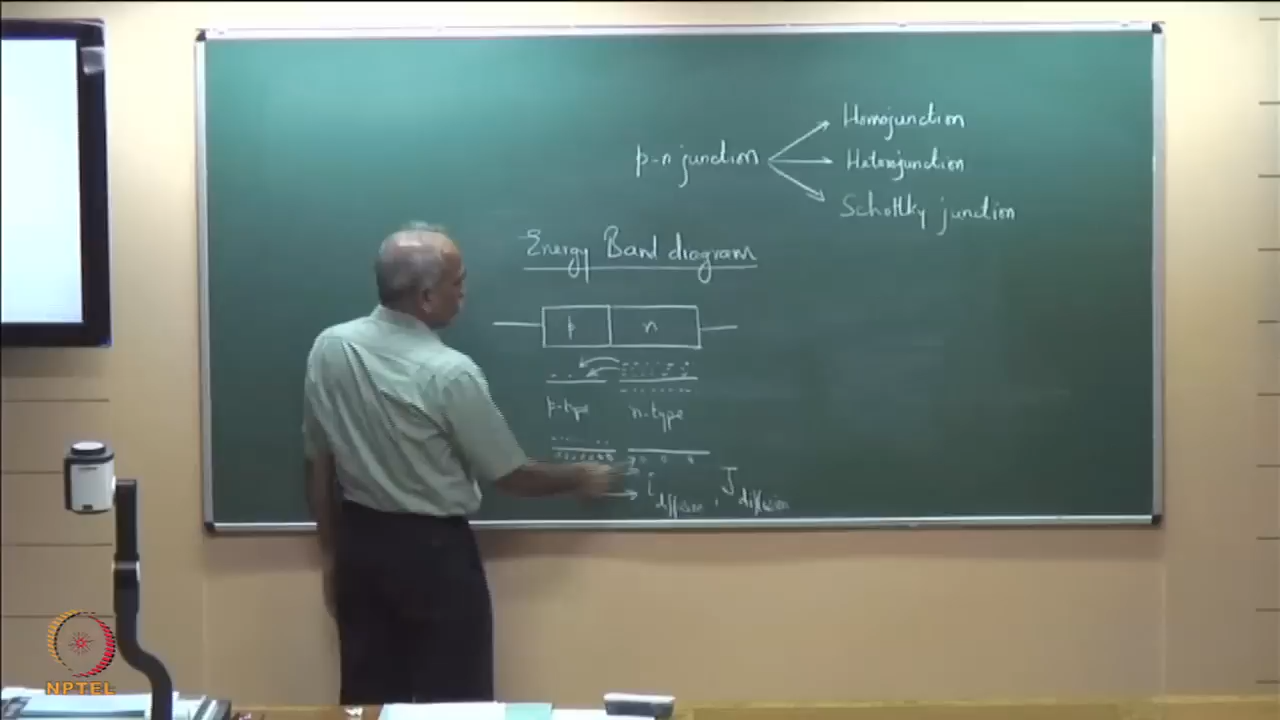 p-n junction
Homojunction
Heterojunction
Schottky junction
Energy Band diagram
p n
p-type n-type
i diffusion, J diffusion
NPTEL